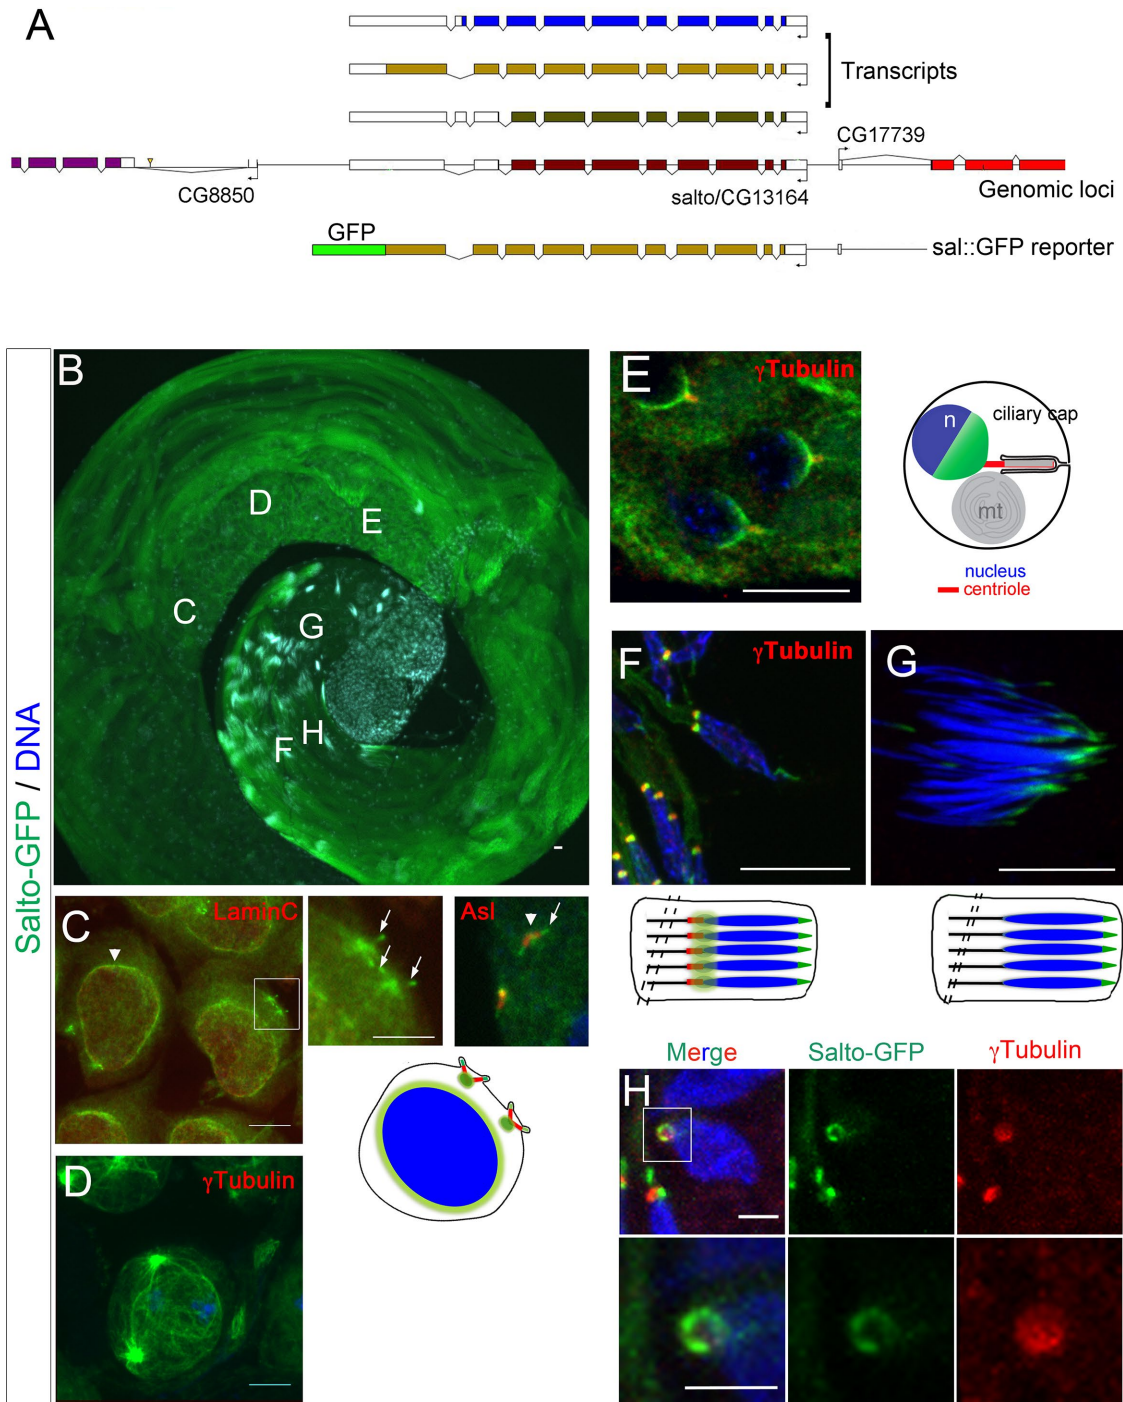 A
Transcripts
CG17739
CG8850
salto/CG13164
Genomic loci
GFP
sal::GFP reporter
Salto-GFP / DNA
B
D
E
C
G
H
F
E
γTubulin
n
ciliary cap
mt
nucleus
centriole
F
γTubulin
G
C
LaminC
Asl
D
γTubulin
Merge
Salto-GFP
γTubulin
H